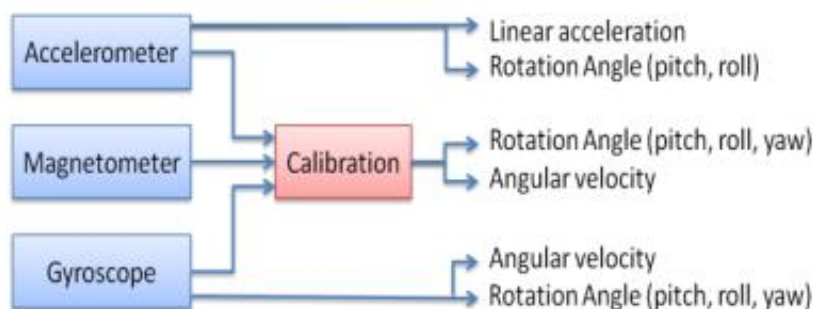 Accelerometer
Linear acceleration
Rotation Angle (pitch, roll)
Magnetometer
Calibration
Rotation Angle (pitch, roll, yaw)
Angular velocity
Gyroscope
Angular velocity
Rotation Angle (pitch, roll, yaw)